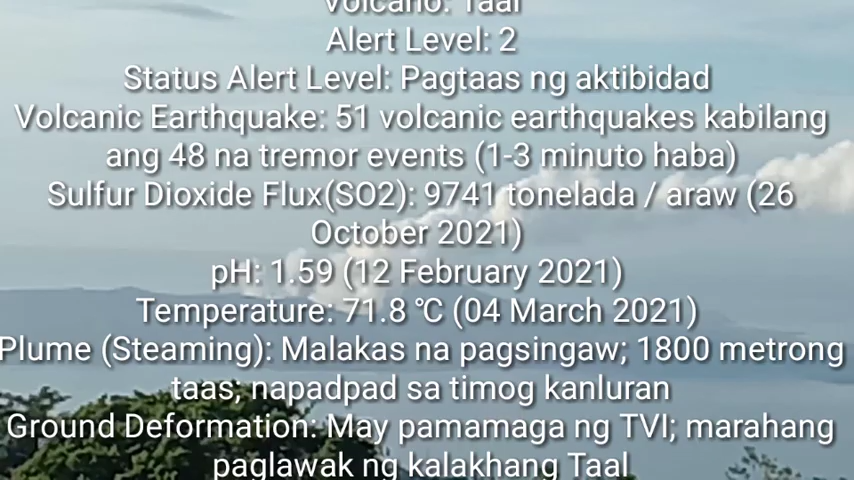 Volcano: Taal
Alert Level: 2
Status Alert Level: Pagtaas ng aktibidad
Volcanic Earthquake: 51 volcanic earthquakes kabilang
ang 48 na tremor events (1-3 minuto haba)
Sulfur Dioxide Flux(SO2): 9741 tonelada / araw (26
October 2021)
pH: 1.59 (12 February 2021)
Temperature: 71.8 ℃ (04 March 2021)
Plume (Steaming): Malakas na pagsingaw; 1800 metrong
taas; napadpad sa timog kanluran
Ground Deformation: May pamamaga ng TVI; marahang
paglawak ng kalakhang Taal